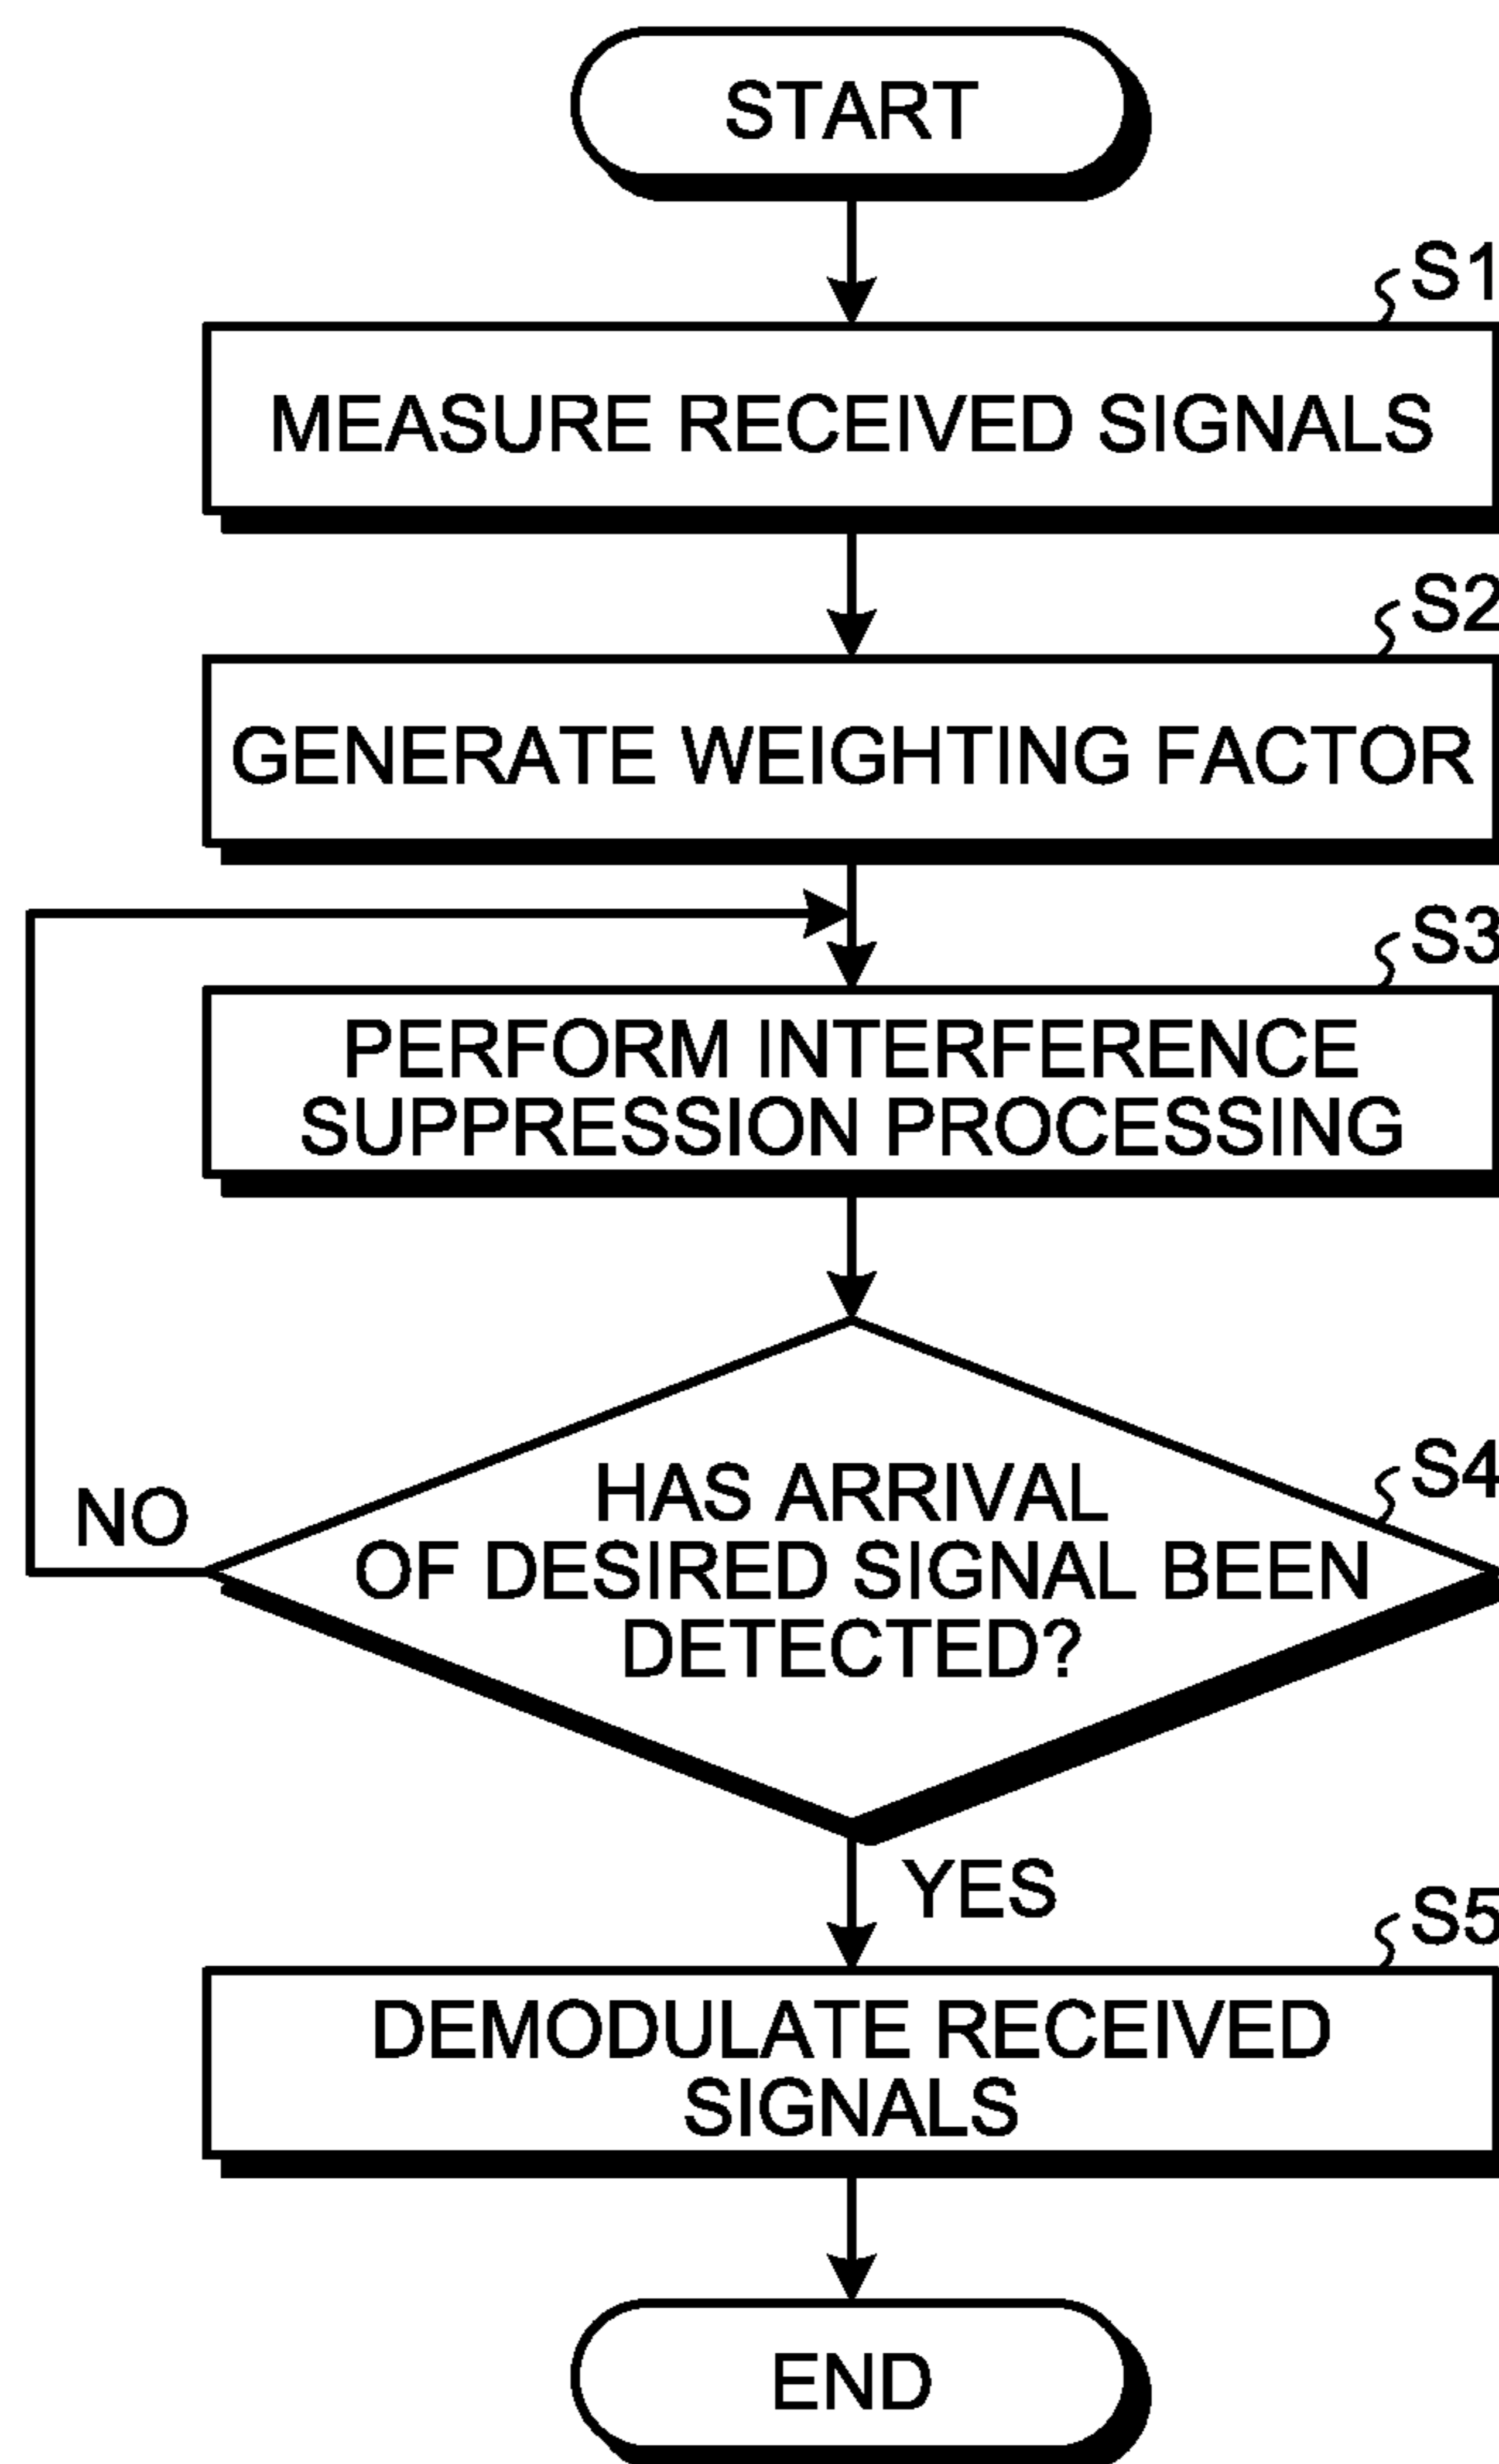 START
S1
MEASURE RECEIVED SIGNALS
S2
GENERATE WEIGHTING FACTOR
S3
PERFORM INTERFERENCE
SUPPRESSION PROCESSING
S4
HAS ARRIVAL
OF DESIRED SIGNAL BEEN
DETECTED?
NO
YES
S5
DEMODULATE RECEIVED
SIGNALS
END